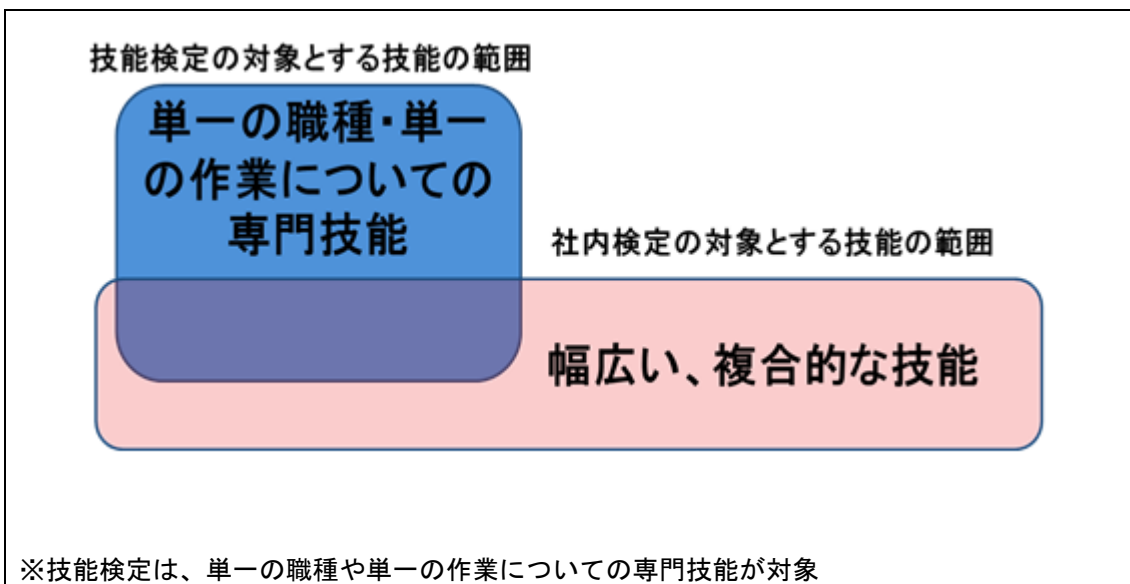 技能検定の対象とする技能の範囲
単一の職種・単一
の作業についての
専門技能
社内検定の対象とする技能の範囲
幅広い、複合的な技能
※技能検定は、単一の職種や単一の作業についての専門技能が対象